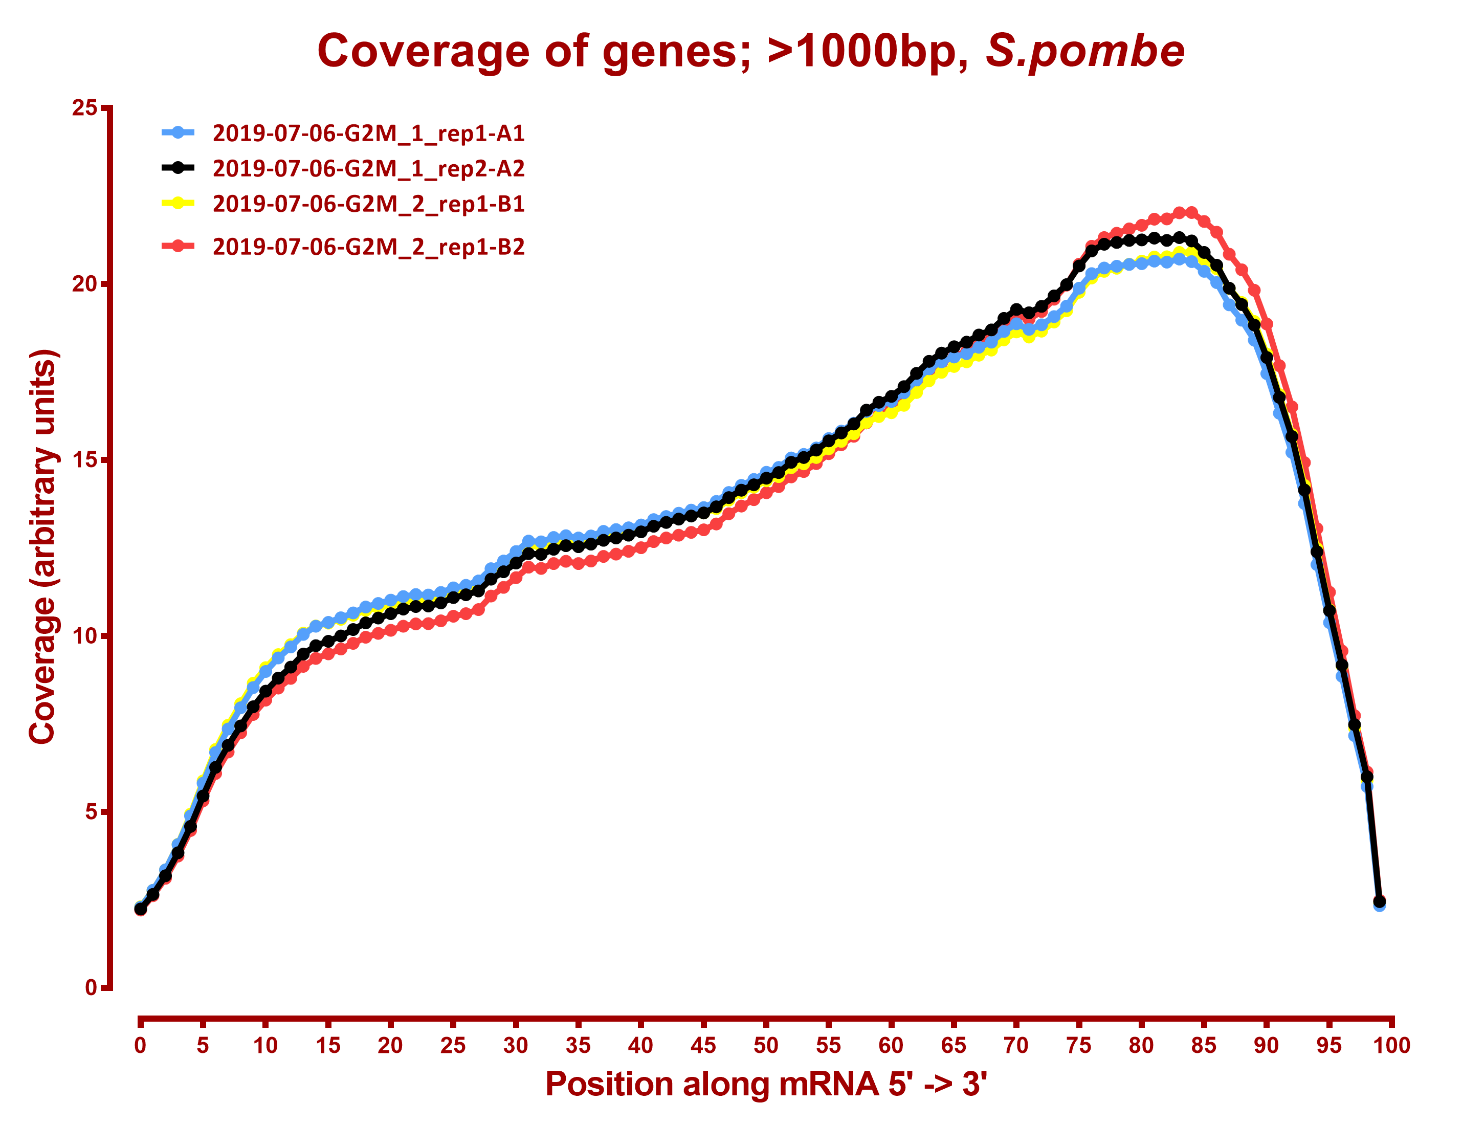 Coverage of genes; >1000bp, S.pombe
25
2019-07-06-G2M_1_rep1-A1
2019-07-06-G2M_1_rep2-A2
2019-07-06-G2M_2_rep1-B1
2019-07-06-G2M_2_rep1-B2
20
15
10
5
0
Coverage (arbitrary units)
0 5 10 15 20 25 30 35 40 45 50 55 60 65 70 75 80 85 90 95 100
Position along mRNA 5' -> 3'